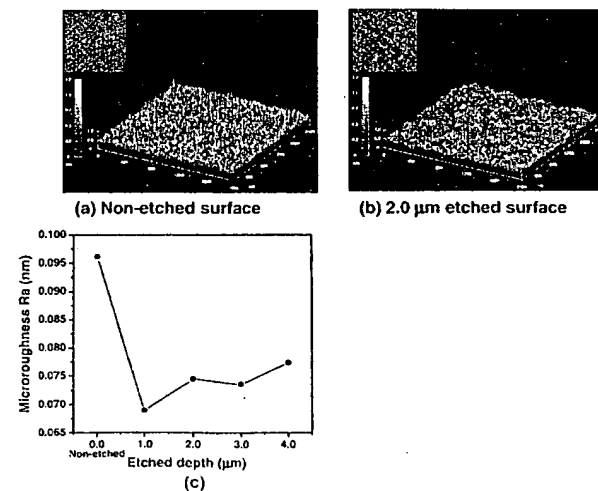 (a) Non-etched surface
(b) 2.0 µm etched surface
Microroughness Ra (nm)
0.100
0.095
0.090
0.085
0.080
0.075
0.070
0.065
0.0 1.0 2.0 3.0 4.0
Non-etched
Etched depth (µm)
(c)